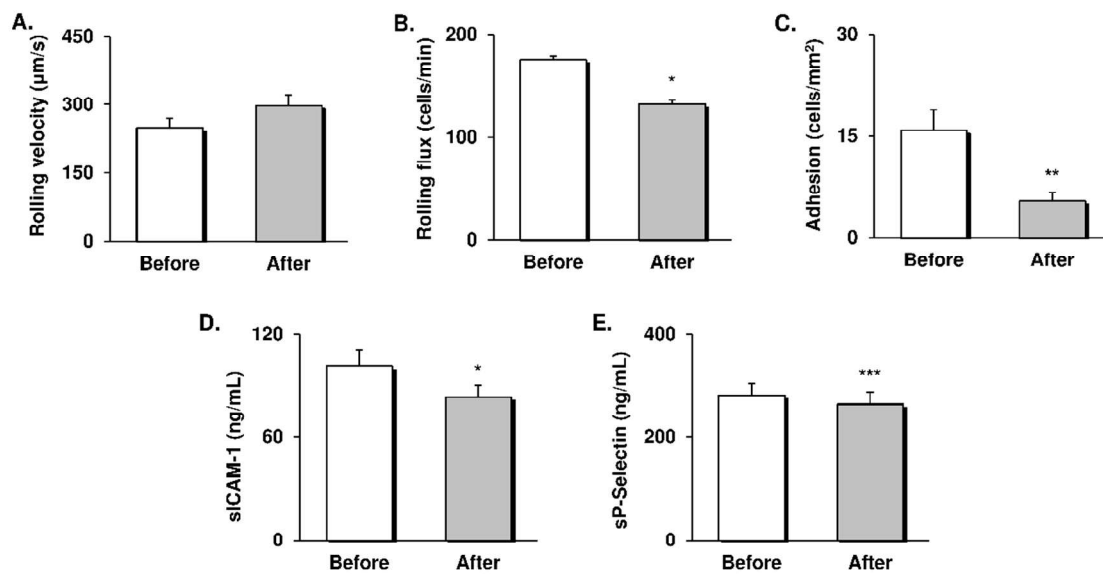 A.
Rolling velocity (µm/s)
450
300
150
0
Before After
B.
Rolling flux (cells/min)
200
100
0
*
Before After
C.
Adhesion (cells/mm²)
30
15
0
**
Before After
D.
sICAM-1 (ng/mL)
120
60
0
*
Before After
E.
sP-Selectin (ng/mL)
400
200
0
***
Before After